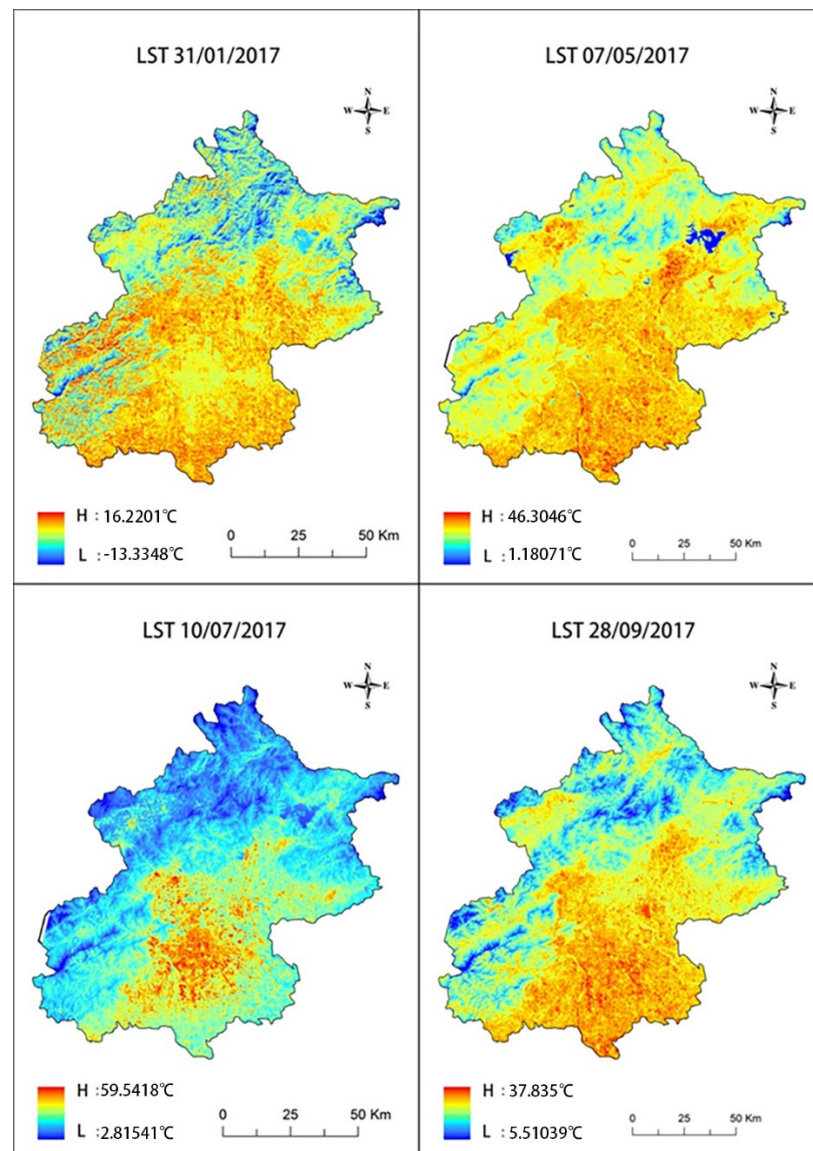 LST 31/01/2017
N
W E
S
H : 16.2201℃
L : -13.3348℃
0 25 50 Km
LST 07/05/2017
N
W E
S
H : 46.3046℃
L : 1.18071℃
0 25 50 Km
LST 10/07/2017
N
W E
S
H : 59.5418℃
L : 2.81541℃
0 25 50 Km
LST 28/09/2017
N
W E
S
H : 37.835℃
L : 5.51039℃
0 25 50 Km